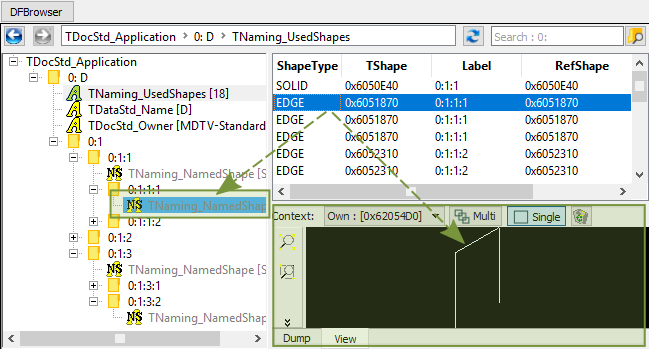 DFBrowser
TDocStd_Application 0: D TNaming_UsedShapes
Search : 0:
TDocStd_Application
0: D
TNaming_UsedShapes [18]
TDataStd_Name [D]
TDocStd_Owner [MDTV-Standard
0:1
0:1:1
NS TNaming_NamedShape [S
0:1:1:1
NS TNaming_NamedShap
0:1:1:2
0:1:2
0:1:3
NS TNaming_NamedShape [S
0:1:3:1
0:1:3:2
NS TNaming_NamedShap
ShapeType TShape Label RefShape
SOLID 0x6050E40 0:1:1 0x6050E40
EDGE 0x6051870 0:1:1:1 0x6051870
EDGE 0x6051870 0:1:1:1 0x6051870
EDGE 0x6051870 0:1:1:1 0x6051870
EDGE 0x6052310 0:1:1:2 0x6052310
EDGE 0x6052310 0:1:1:2 0x6052310
Context: Own : [0x62054D0] Multi Single
Dump View